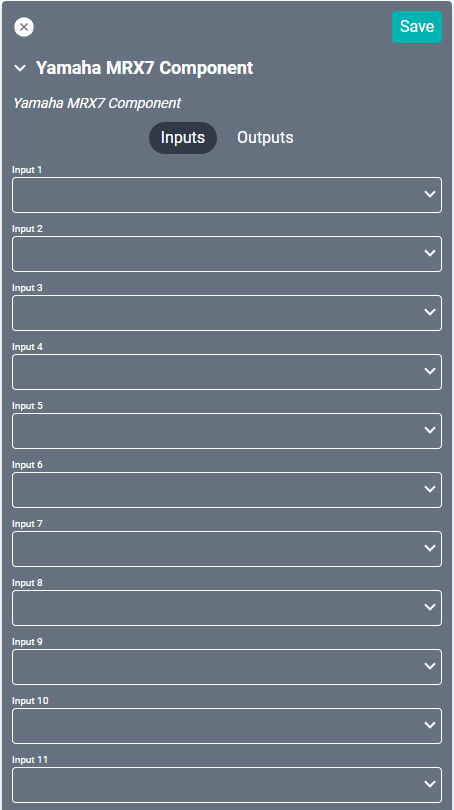 Save
Yamaha MRX7 Component
Yamaha MRX7 Component
Inputs Outputs
Input 1
Input 2
Input 3
Input 4
Input 5
Input 6
Input 7
Input 8
Input 9
Input 10
Input 11